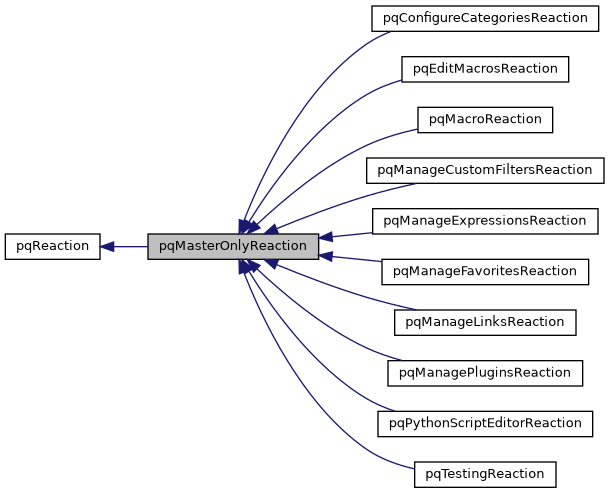 pqConfigureCategoriesReaction
pqEditMacrosReaction
pqMacroReaction
pqManageCustomFiltersReaction
pqManageExpressionsReaction
pqReaction
pqMasterOnlyReaction
pqManageFavoritesReaction
pqManageLinksReaction
pqManagePluginsReaction
pqPythonScriptEditorReaction
pqTestingReaction